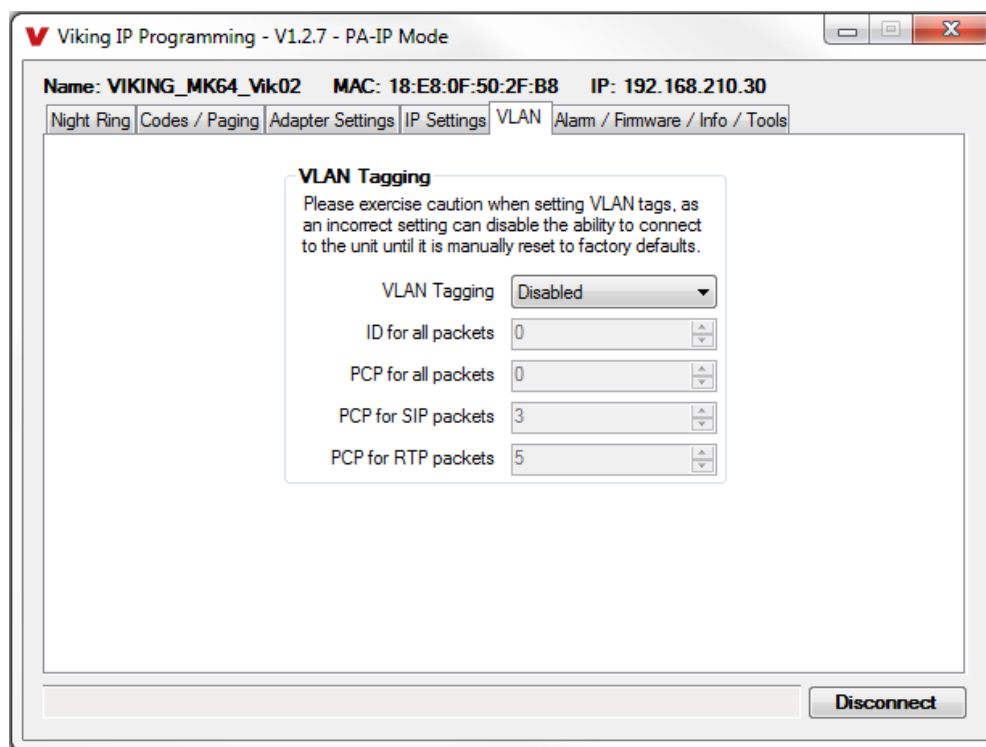 Viking IP Programming - V1.2.7 - PA-IP Mode
Name: VIKING_MK64_Vik02 MAC: 18:E8:0F:50:2F:B8 IP: 192.168.210.30
Night Ring Codes / Paging Adapter Settings IP Settings VLAN Alarm / Firmware / Info / Tools
VLAN Tagging
Please exercise caution when setting VLAN tags, as
an incorrect setting can disable the ability to connect
to the unit until it is manually reset to factory defaults.
VLAN Tagging Disabled
ID for all packets 0
PCP for all packets 0
PCP for SIP packets 3
PCP for RTP packets 5
Disconnect